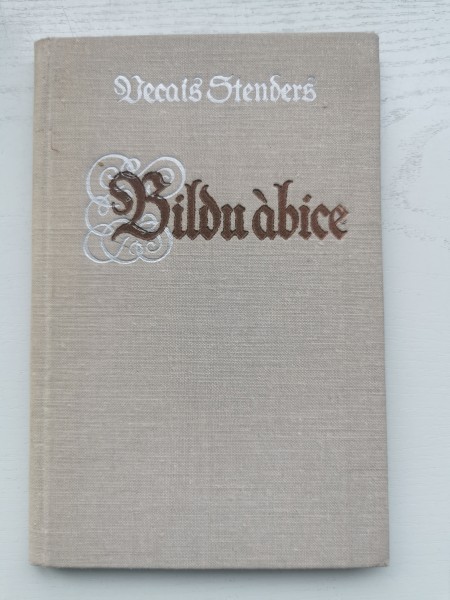 Vecais Stenders
Bildu àbice